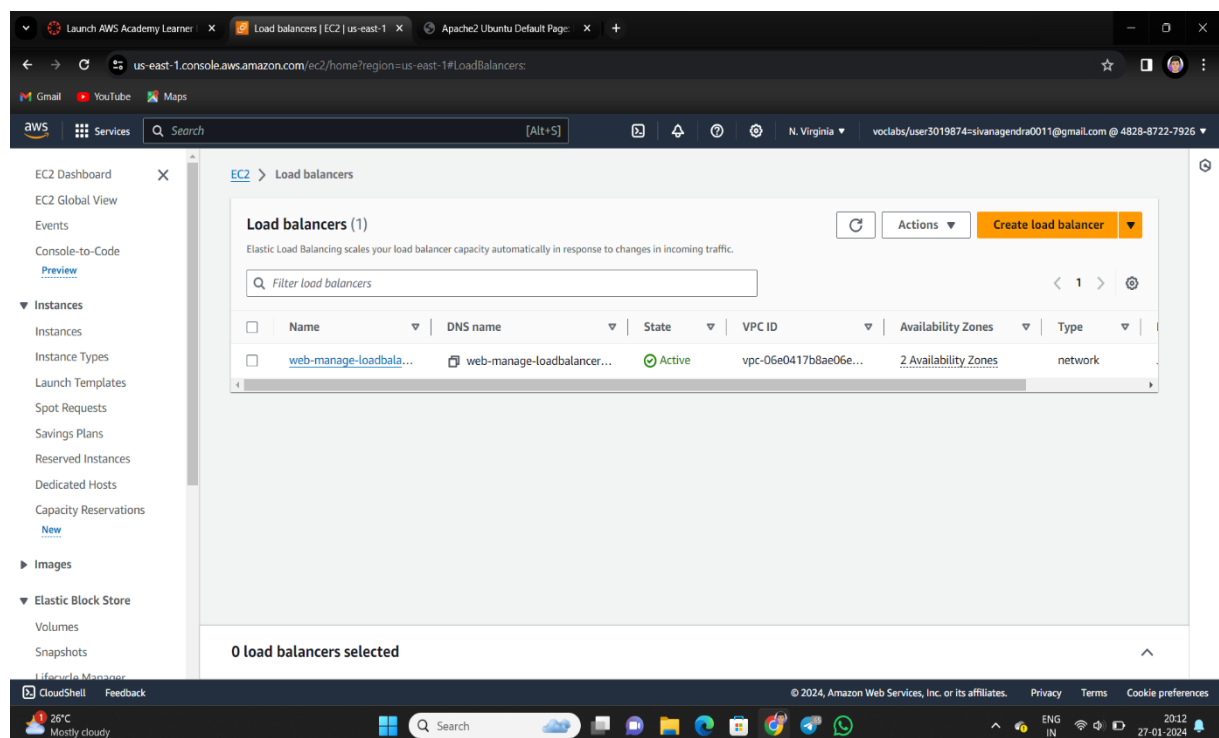 Launch AWS Academy Learner
Load balancers | EC2 | us-east-1
Apache2 Ubuntu Default Page:
us-east-1.console.aws.amazon.com/ec2/home?region=us-east-1#LoadBalancers:
Gmail YouTube Maps
aws Services Search [Alt+S] N. Virginia voclabs/user3019874=sivanagendra0011@gmail.com @ 4828-8722-7926
EC2 Dashboard
EC2 Global View
Events
Console-to-Code
Preview
Instances
Instances
Instance Types
Launch Templates
Spot Requests
Savings Plans
Reserved Instances
Dedicated Hosts
Capacity Reservations
New
Images
Elastic Block Store
Volumes
Snapshots
Lifecycle Manager
EC2 > Load balancers
Load balancers (1)
Actions
Create load balancer
Elastic Load Balancing scales your load balancer capacity automatically in response to changes in incoming traffic.
Filter load balancers
1
Name DNS name State VPC ID Availability Zones Type
web-manage-loadbala... web-manage-loadbalancer... Active vpc-06e0417b8ae06e... 2 Availability Zones network
0 load balancers selected
CloudShell Feedback © 2024, Amazon Web Services, Inc. or its affiliates. Privacy Terms Cookie preferences
1
26°C
Mostly cloudy
Search
ENG
IN
20:12
27-01-2024